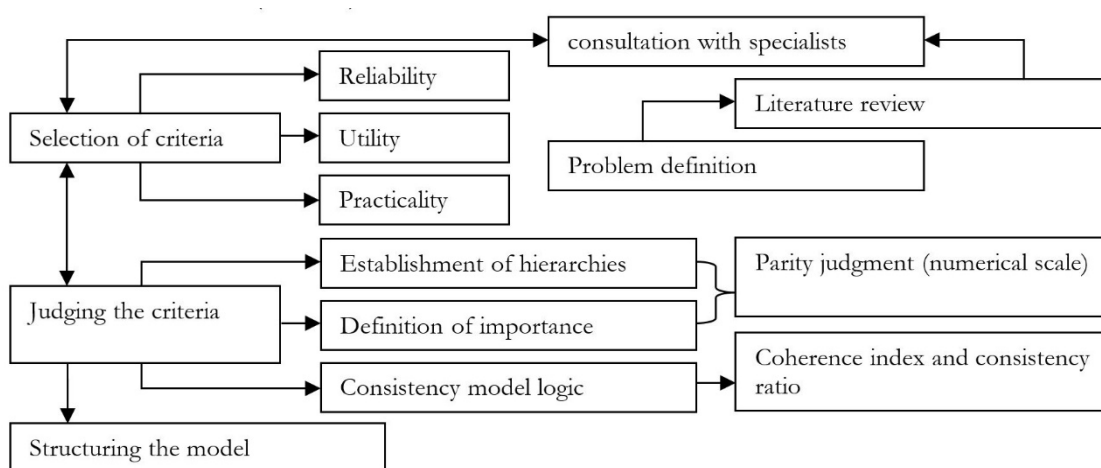 consultation with specialists
Reliability
Literature review
Selection of criteria
Utility
Problem definition
Practicality
Establishment of hierarchies
Parity judgment (numerical scale)
Judging the criteria
Definition of importance
Consistency model logic
Coherence index and consistency
ratio
Structuring the model